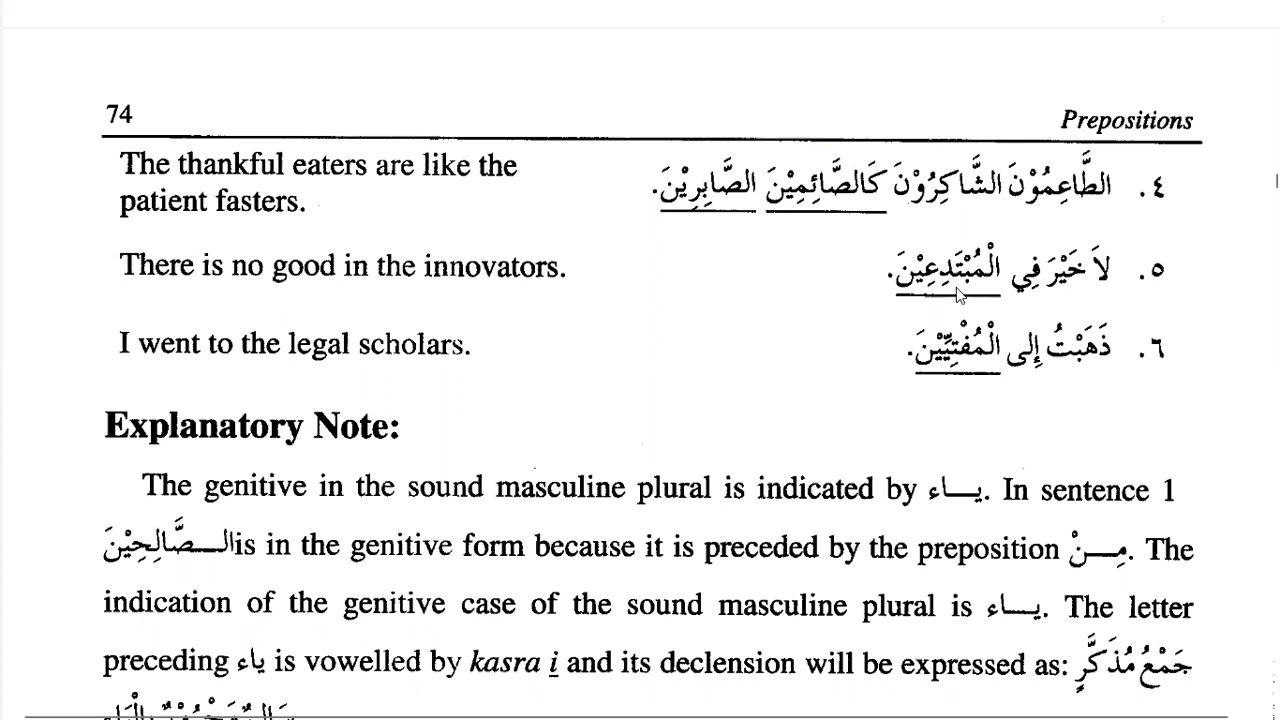 74 Prepositions
The thankful eaters are like the ٤. الطَّاعِمُوْنَ الشَّاكِرُوْنَ كَالصَّائِمِيْنَ الصَّابِرِيْنَ.
patient fasters.
There is no good in the innovators. ٥. لاَ خَيْرَ فِي الْمُبْتَدِعِيْنَ.
I went to the legal scholars. ٦. ذَهَبْتُ إِلى الْمُفْتِيِّيْنَ.
Explanatory Note:
The genitive in the sound masculine plural is indicated by يــاء. In sentence 1
الــصَّالِحِيْنَ is in the genitive form because it is preceded by the preposition مِــنْ. The
indication of the genitive case of the sound masculine plural is يــاء. The letter
preceding ياء is vowelled by kasra i and its declension will be expressed as: جَمْعُ مُذَكَّرٍ